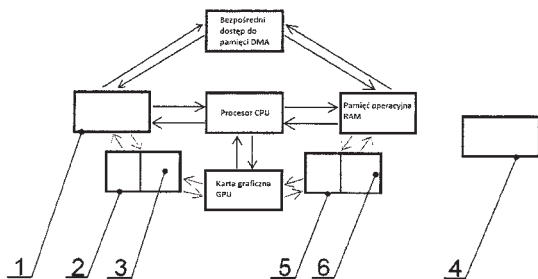 Bezpośredni
dostęp do
pamięci DMA
Procesor CPU
Pamięć operacyjna
RAM
Karta graficzna
GPU
1
2
3
5
6
4